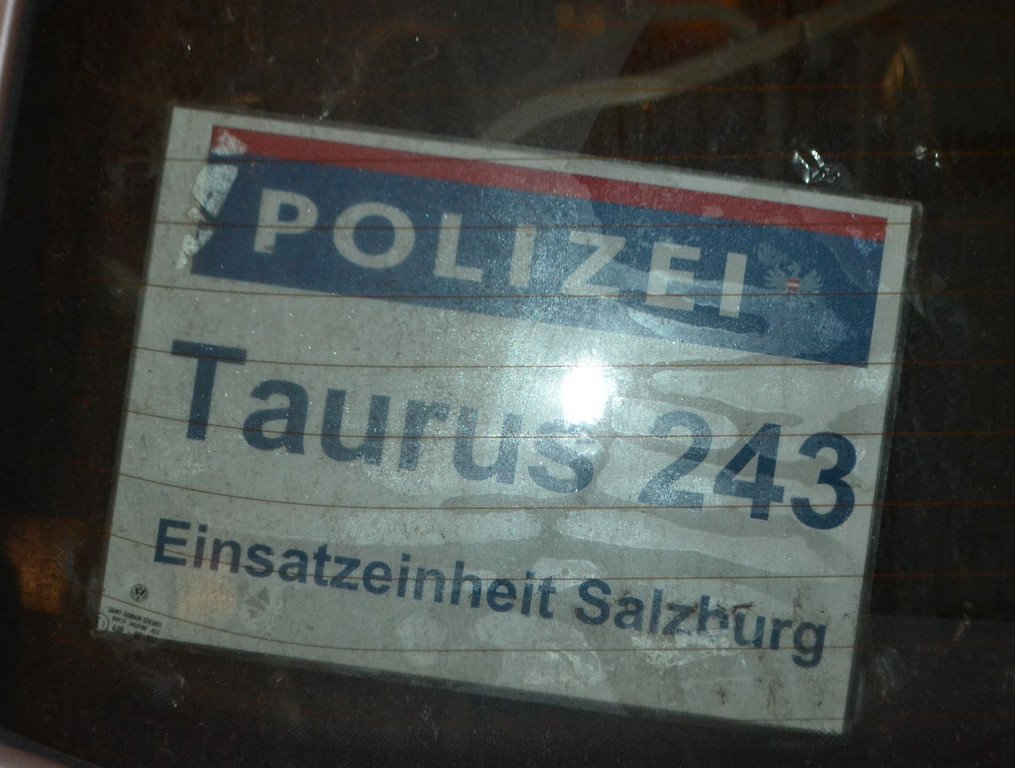 POLIZEI
Taurus 243
Einsatzeinheit Salzburg